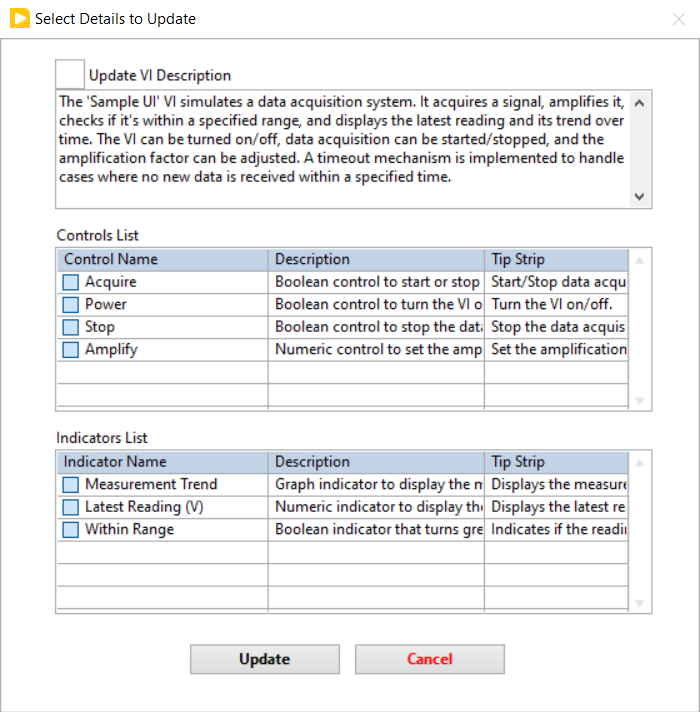 Select Details to Update
Update VI Description
The 'Sample UI' VI simulates a data acquisition system. It acquires a signal, amplifies it,
checks if it's within a specified range, and displays the latest reading and its trend over
time. The VI can be turned on/off, data acquisition can be started/stopped, and the
amplification factor can be adjusted. A timeout mechanism is implemented to handle
cases where no new data is received within a specified time.
Controls List
Control Name Description Tip Strip
Acquire Boolean control to start or stop Start/Stop data acqu
Power Boolean control to turn the VI o Turn the VI on/off.
Stop Boolean control to stop the dat Stop the data acquis
Amplify Numeric control to set the amp Set the amplification
Indicators List
Indicator Name Description Tip Strip
Measurement Trend Graph indicator to display the m Displays the measure
Latest Reading (V) Numeric indicator to display the Displays the latest re
Within Range Boolean indicator that turns gre Indicates if the readi
Update Cancel